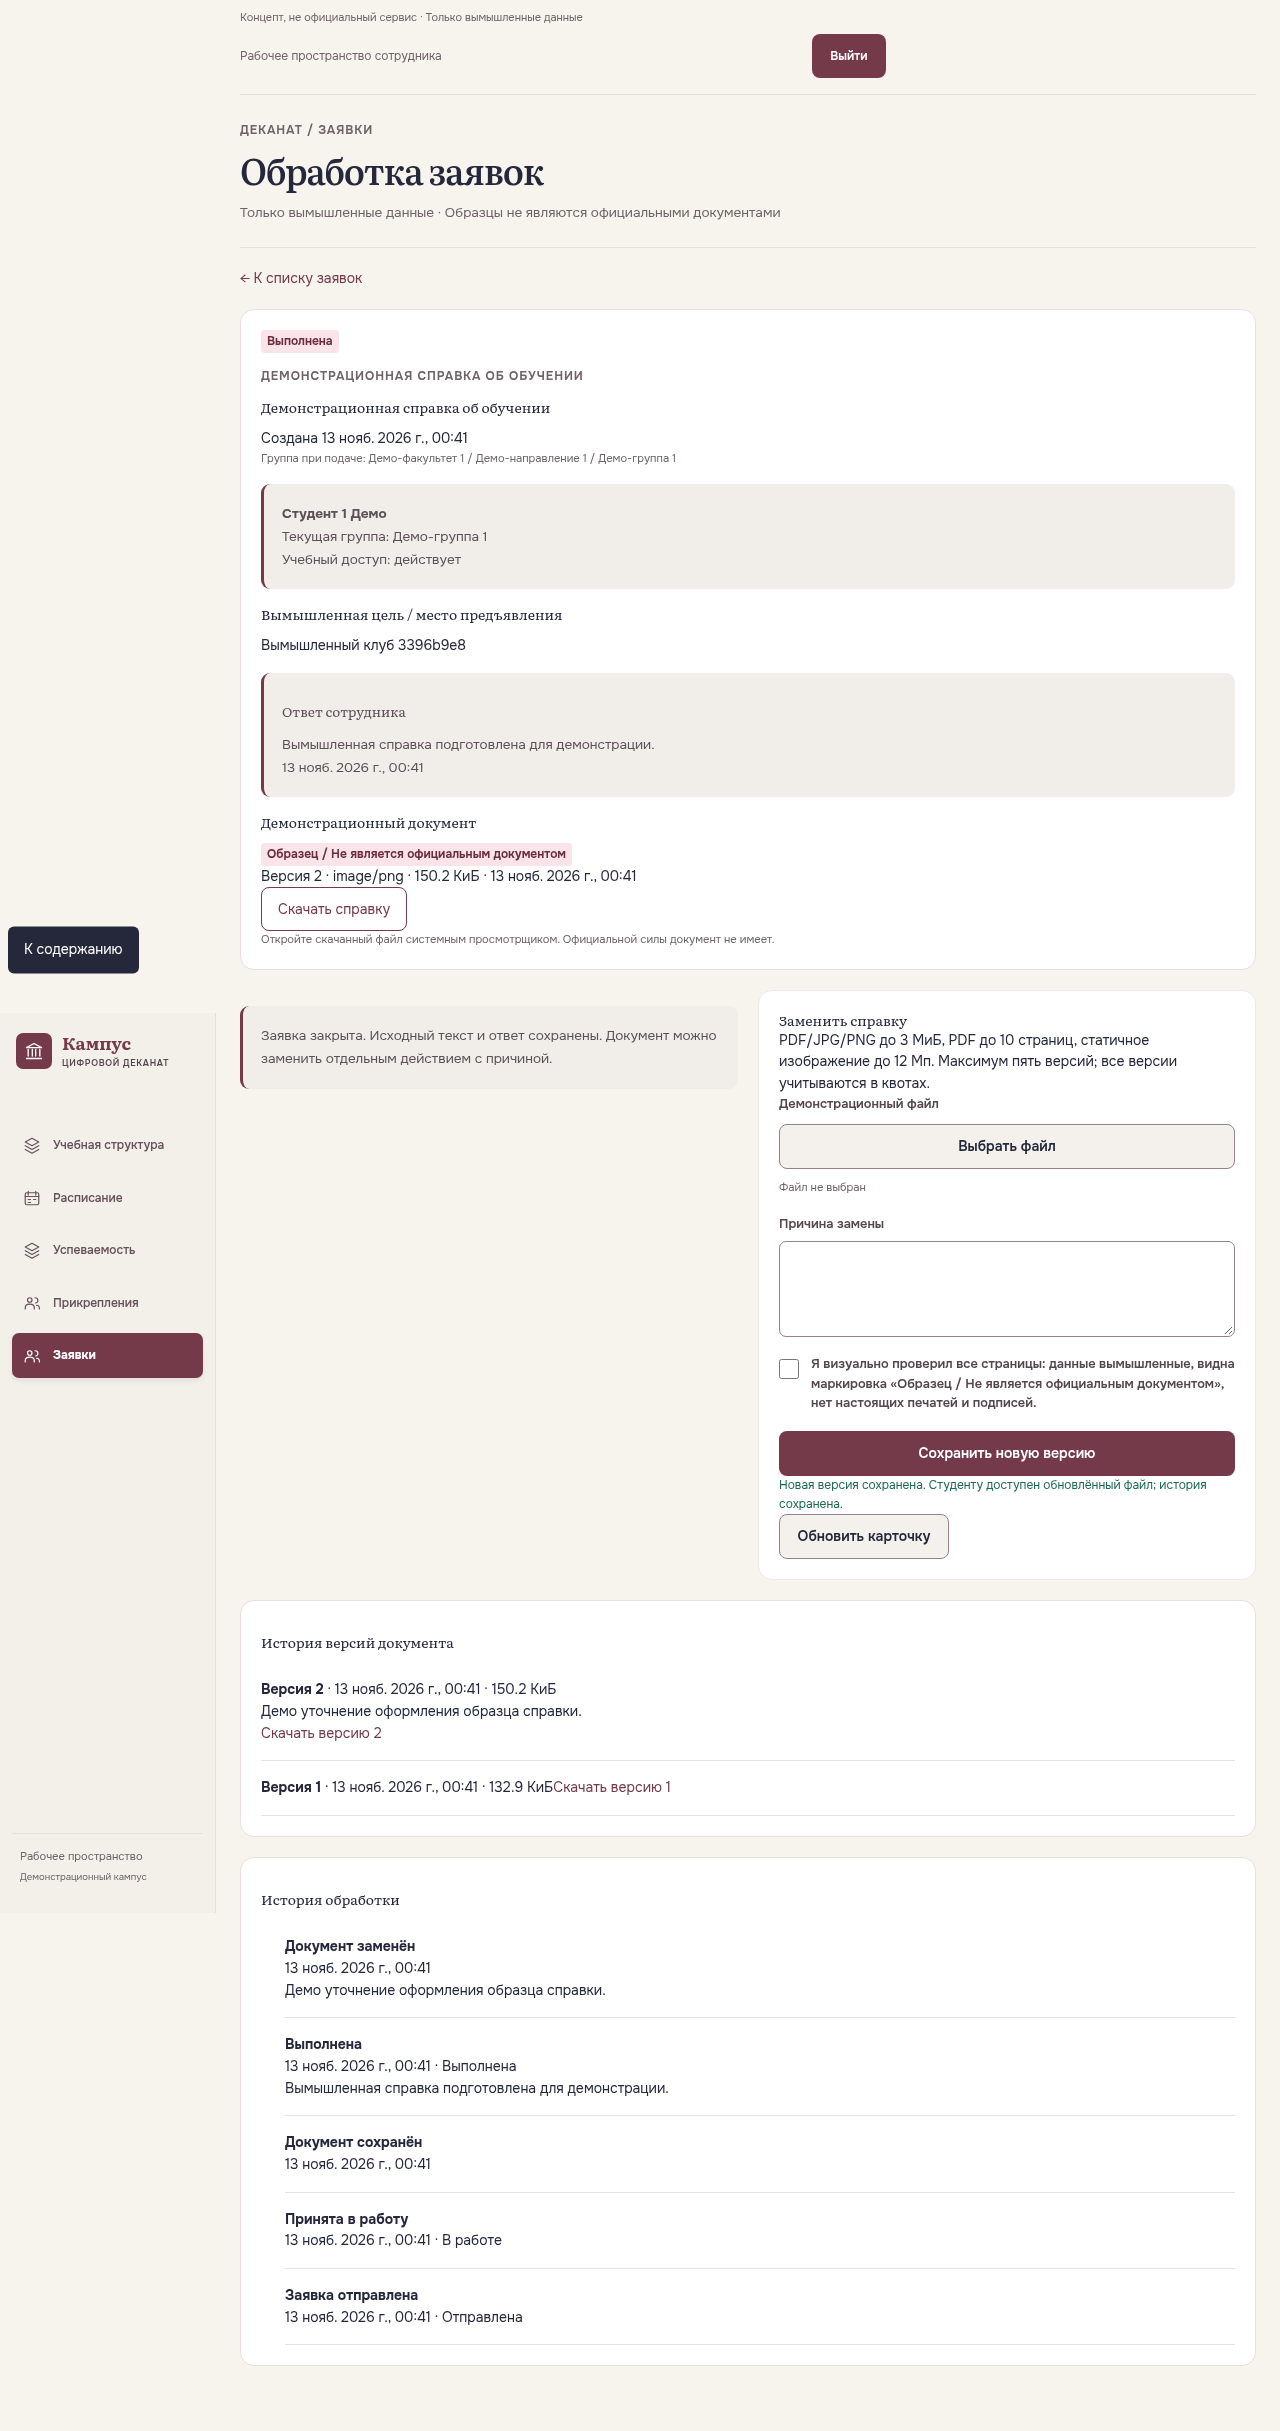 Концепт, не официальный сервис · Только вымышленные данные
Рабочее пространство сотрудника
Выйти
ДЕКАНАТ / ЗАЯВКИ
Обработка заявок
Только вымышленные данные · Образцы не являются официальными документами
← К списку заявок
Выполнена
ДЕМОНСТРАЦИОННАЯ СПРАВКА ОБ ОБУЧЕНИИ
Демонстрационная справка об обучении
Создана 13 нояб. 2026 г., 00:41
Группа при подаче: Демо-факультет 1 / Демо-направление 1 / Демо-группа 1
Студент 1 Демо
Текущая группа: Демо-группа 1
Учебный доступ: действует
Вымышленная цель / место предъявления
Вымышленный клуб 3396b9e8
Ответ сотрудника
Вымышленная справка подготовлена для демонстрации.
13 нояб. 2026 г., 00:41
Демонстрационный документ
Образец / Не является официальным документом
Версия 2 · image/png · 150.2 КиБ · 13 нояб. 2026 г., 00:41
Скачать справку
Откройте скачанный файл системным просмотрщиком. Официальной силы документ не имеет.
К содержанию
Кампус
ЦИФРОВОЙ ДЕКАНАТ
Учебная структура
Расписание
Успеваемость
Прикрепления
Заявки
Рабочее пространство
Демонстрационный кампус
Заявка закрыта. Исходный текст и ответ сохранены. Документ можно
заменить отдельным действием с причиной.
Заменить справку
PDF/JPG/PNG до 3 МиБ, PDF до 10 страниц, статичное
изображение до 12 Мп. Максимум пять версий; все версии
учитываются в квотах.
Демонстрационный файл
Выбрать файл
Файл не выбран
Причина замены
Я визуально проверил все страницы: данные вымышленные, видна
маркировка «Образец / Не является официальным документом»,
нет настоящих печатей и подписей.
Сохранить новую версию
Новая версия сохранена. Студенту доступен обновлённый файл; история
сохранена.
Обновить карточку
История версий документа
Версия 2 · 13 нояб. 2026 г., 00:41 · 150.2 КиБ
Демо уточнение оформления образца справки.
Скачать версию 2
Версия 1 · 13 нояб. 2026 г., 00:41 · 132.9 КиБСкачать версию 1
История обработки
Документ заменён
13 нояб. 2026 г., 00:41
Демо уточнение оформления образца справки.
Выполнена
13 нояб. 2026 г., 00:41 · Выполнена
Вымышленная справка подготовлена для демонстрации.
Документ сохранён
13 нояб. 2026 г., 00:41
Принята в работу
13 нояб. 2026 г., 00:41 · В работе
Заявка отправлена
13 нояб. 2026 г., 00:41 · Отправлена